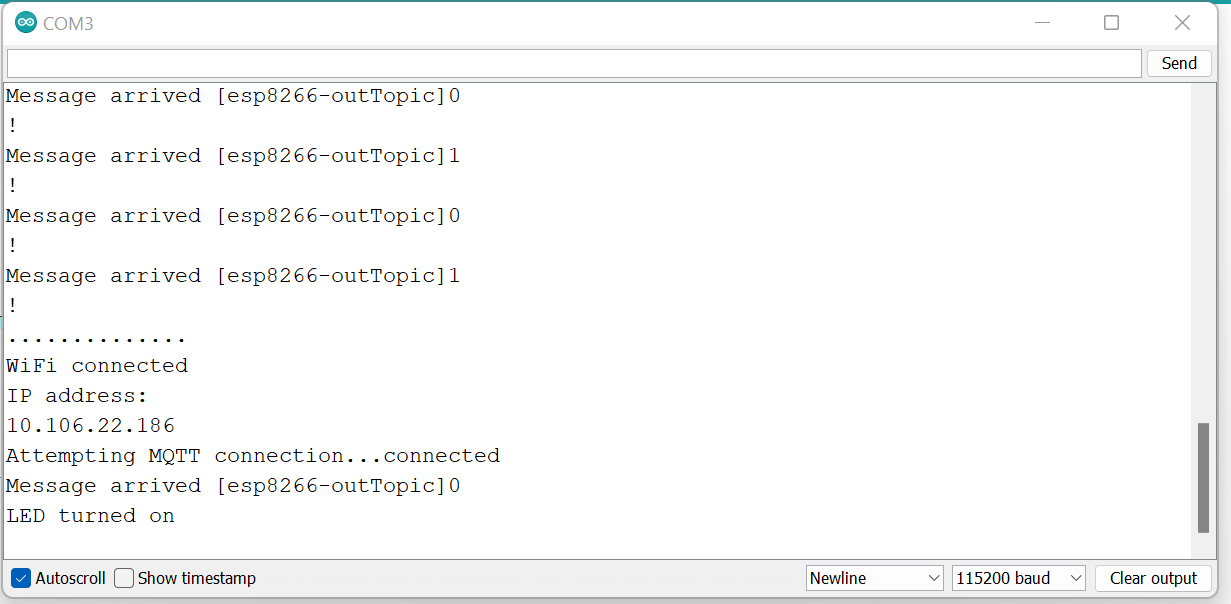 COM3
Send
Message arrived [esp8266-outTopic]0
!
Message arrived [esp8266-outTopic]1
!
Message arrived [esp8266-outTopic]0
!
Message arrived [esp8266-outTopic]1
!
..............
WiFi connected
IP address:
10.106.22.186
Attempting MQTT connection...connected
Message arrived [esp8266-outTopic]0
LED turned on
Autoscroll Show timestamp Newline 115200 baud Clear output